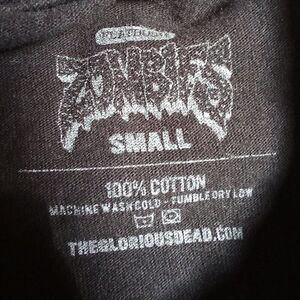 FLATBUSH
ZOMBIES
SMALL
100% COTTON
MACHINE WASH COLD - TUMBLE DRY LOW
THEGLORIOUSDEAD.COM